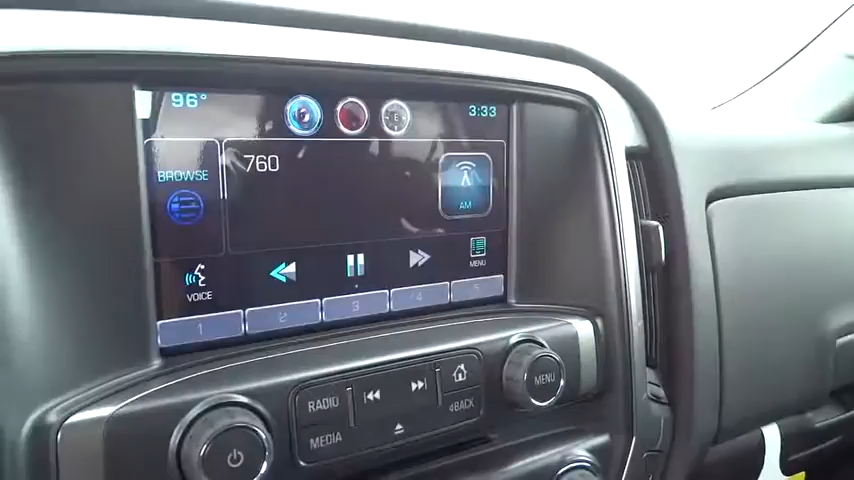 96°
E
3:33
BROWSE
760
AM
VOICE
MENU
1 2 3 4 5
RADIO
MEDIA
BACK
MENU